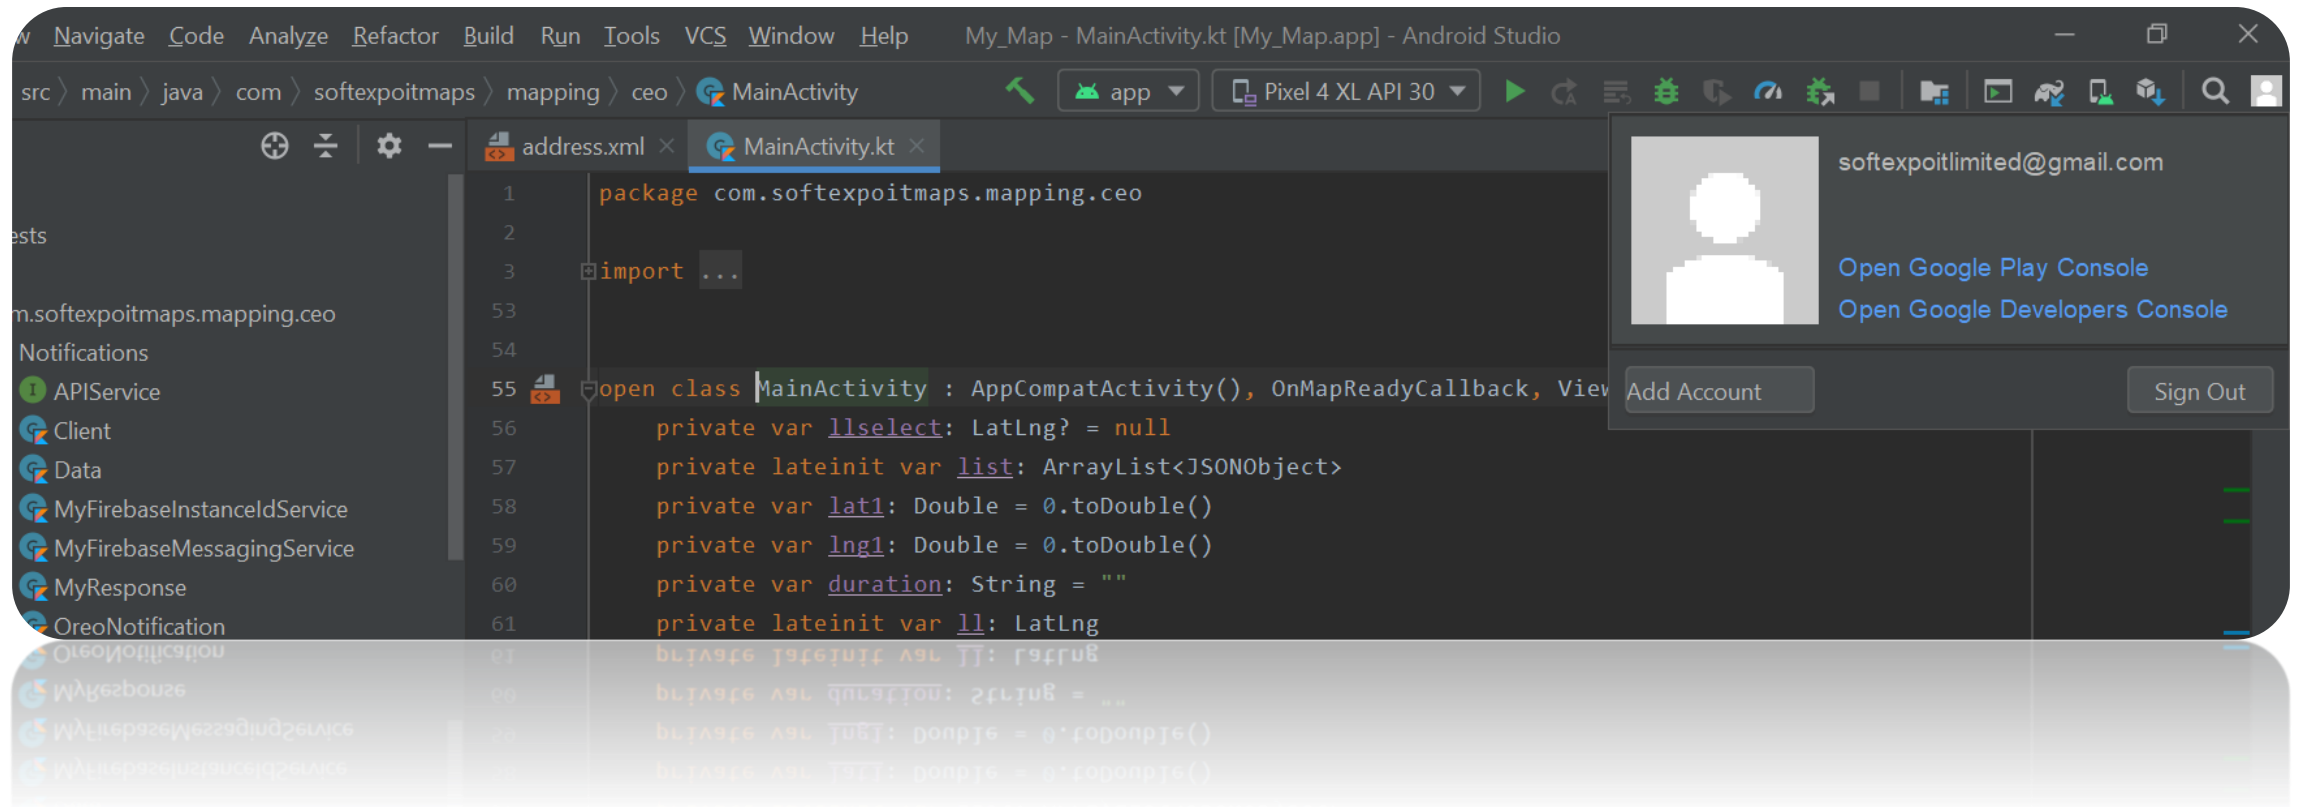 w Navigate Code Analyze Refactor Build Run Tools VCS Window Help My_Map - MainActivity.kt [My_Map.app] - Android Studio
src main java com softexpoitmaps mapping ceo MainActivity app Pixel 4 XL API 30
address.xml MainActivity.kt
softexpoitlimited@gmail.com
Open Google Play Console
Open Google Developers Console
Add Account Sign Out
ests
m.softexpoitmaps.mapping.ceo
Notifications
APIService
Client
Data
MyFirebaseInstanceIdService
MyFirebaseMessagingService
MyResponse
OreoNotification
1 package com.softexpoitmaps.mapping.ceo
2
3 import ...
53
54
55 open class MainActivity : AppCompatActivity(), OnMapReadyCallback, View
56 private var llselect: LatLng? = null
57 private lateinit var list: ArrayList<JSONObject>
58 private var lat1: Double = 0.toDouble()
59 private var lng1: Double = 0.toDouble()
60 private var duration: String = ""
61 private lateinit var ll: LatLng